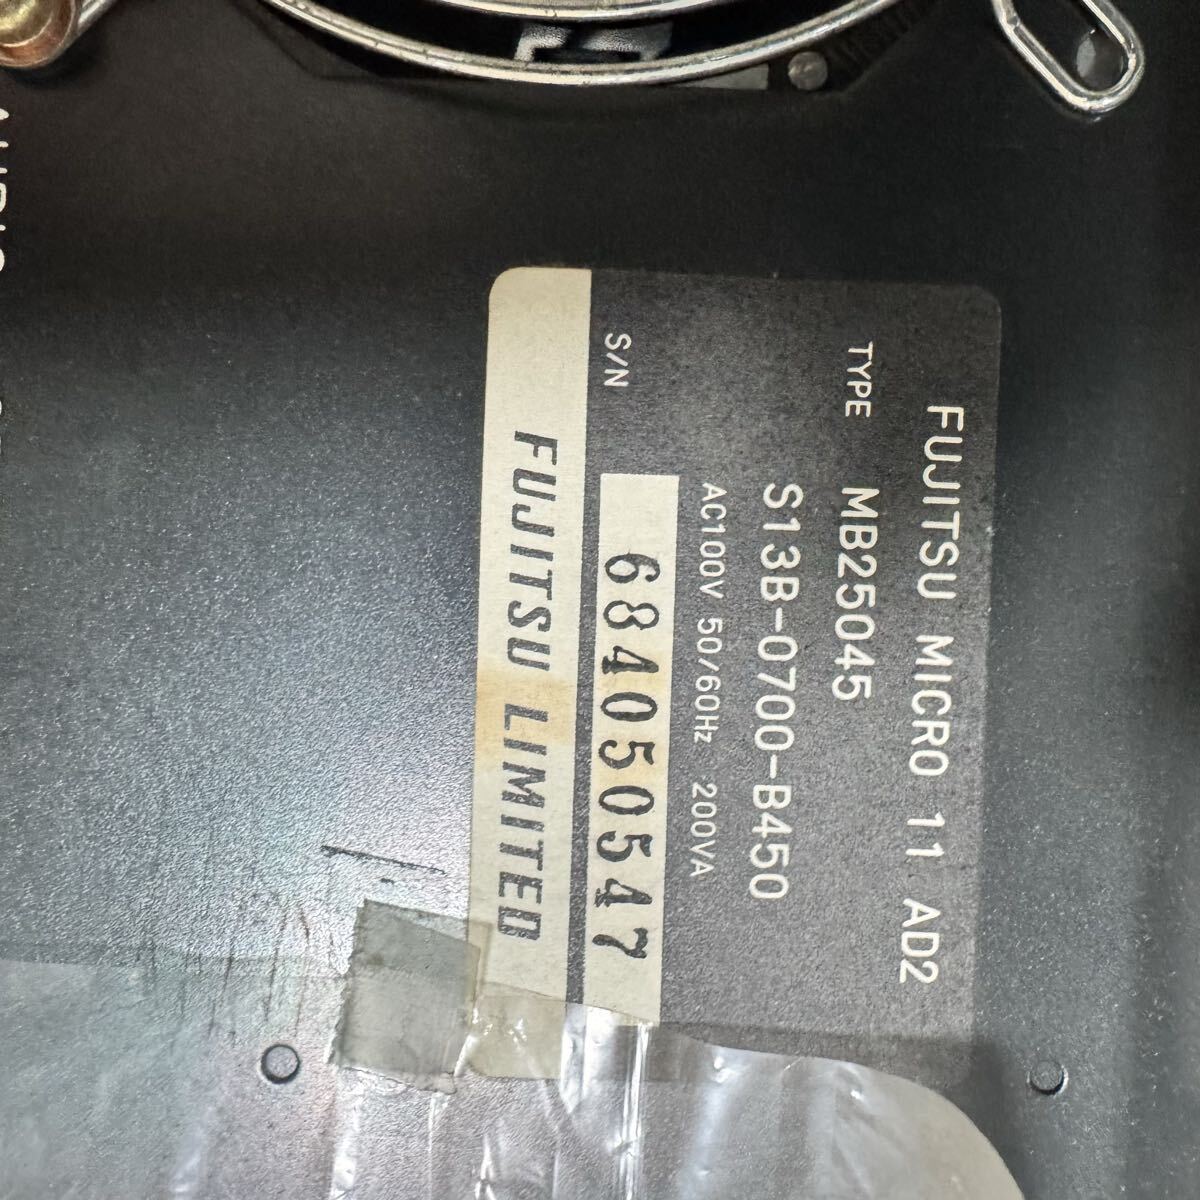 FUJITSU MICRO 11 AD2
TYPE MB25045
S13B-0700-B450
AC100V 50/60Hz 200VA
S/N 684050547
FUJITSU LIMITED